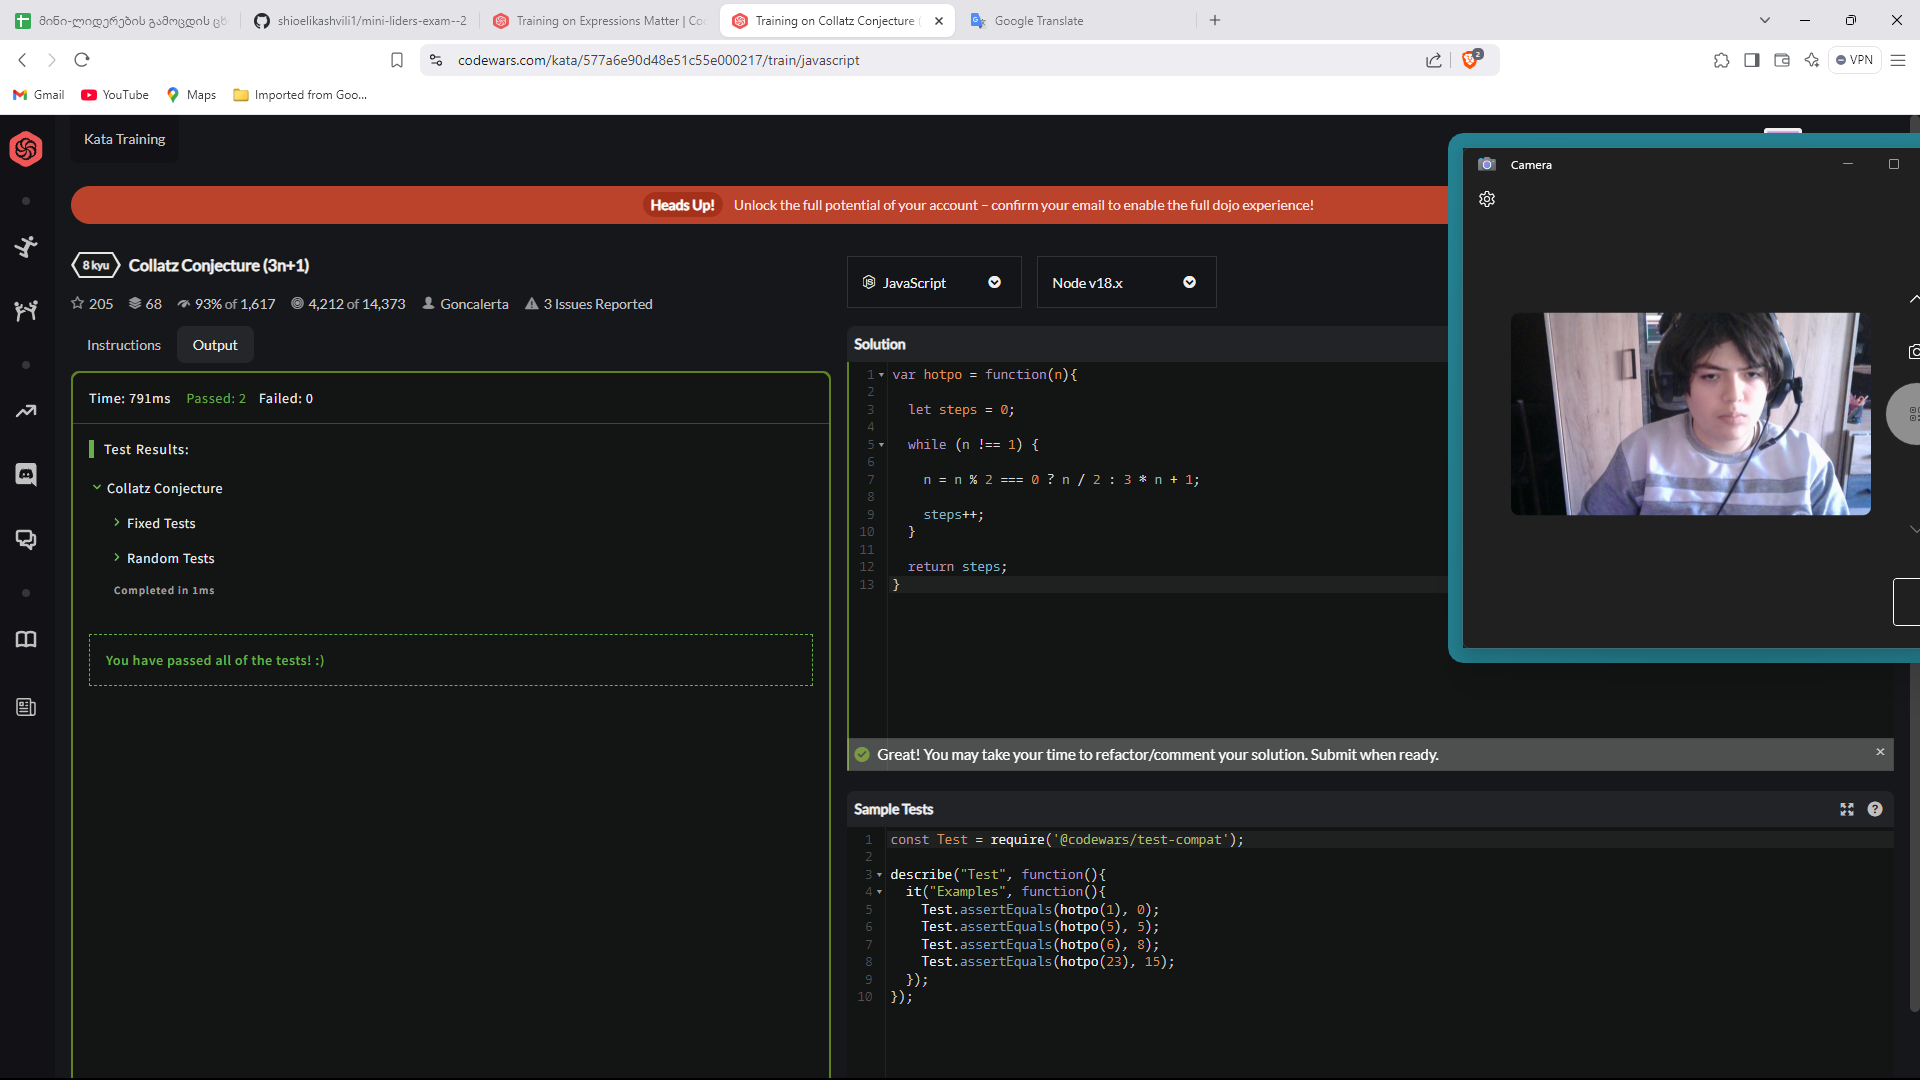 მინი-ლიდერების გამოცდის ცხ
shioelikashvili1/mini-liders-exam--2
Training on Expressions Matter | Co
Training on Collatz Conjecture
Google Translate
codewars.com/kata/577a6e90d48e51c55e000217/train/javascript
2
VPN
Gmail
YouTube
Maps
Imported from Goo...
Kata Training
Heads Up! Unlock the full potential of your account – confirm your email to enable the full dojo experience!
8 kyu
Collatz Conjecture (3n+1)
205
68
93% of 1,617
4,212 of 14,373
Goncalerta
3 Issues Reported
JavaScript
Node v18.x
Instructions
Output
Time: 791ms Passed: 2 Failed: 0
Test Results:
Collatz Conjecture
Fixed Tests
Random Tests
Completed in 1ms
You have passed all of the tests! :)
Solution
1 var hotpo = function(n){
2
3 let steps = 0;
4
5 while (n !== 1) {
6
7 n = n % 2 === 0 ? n / 2 : 3 * n + 1;
8
9 steps++;
10 }
11
12 return steps;
13 }
Great! You may take your time to refactor/comment your solution. Submit when ready.
Sample Tests
1 const Test = require('@codewars/test-compat');
2
3 describe("Test", function(){
4 it("Examples", function(){
5 Test.assertEquals(hotpo(1), 0);
6 Test.assertEquals(hotpo(5), 5);
7 Test.assertEquals(hotpo(6), 8);
8 Test.assertEquals(hotpo(23), 15);
9 });
10 });
Camera